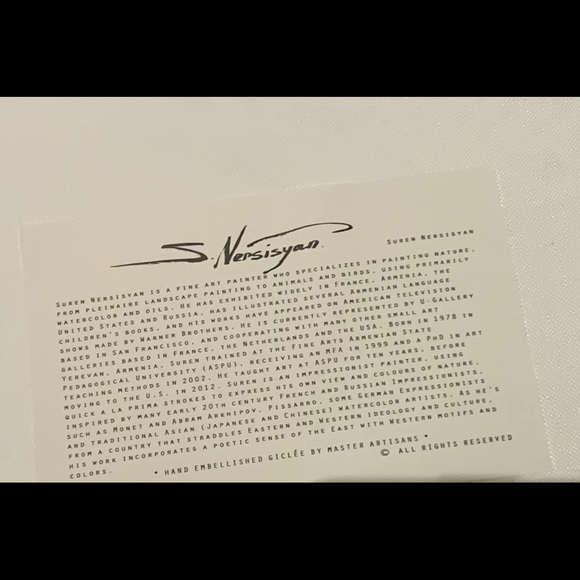 S. Nersisyan.
Suren Nersisyan
Suren Nersisyan is a fine art painter who specializes in painting nature,
from pleinaire landscape painting to animals and birds, using primarily
watercolor and oils. He has exhibited widely in France, Armenia, the
United States and Russia, has illustrated several Armenian language
children's books, and his works have appeared on American television
shows made by Warner Brothers. He is currently represented by U-Gallery
based in San Francisco, and cooperating with many other small art
galleries based in France, the Netherlands and the USA. Born in 1978 in
Yerevan, Armenia, Suren trained at the Fine Arts Armenian State
Pedagogical University (ASPU), receiving an MFA in 1999 and a PhD in art
teaching methods in 2002. He taught art at ASPU for ten years, before
moving to the U.S. in 2012. Suren is an impressionist painter, using
quick a la prima strokes to express his own view and colours of nature,
inspired by many early 20th century French and Russian Impressionists,
such as Monet and Abram Arkhipov, Pissarro, some German Expressionists
and traditional Asian (Japanese and Chinese) watercolor artists. As he's
from a country that straddles Eastern and Western ideology and culture,
his work incorporates a poetic sense of the East with Western motifs and
colors.
• Hand embellished giclée by master artisans •
© All rights reserved